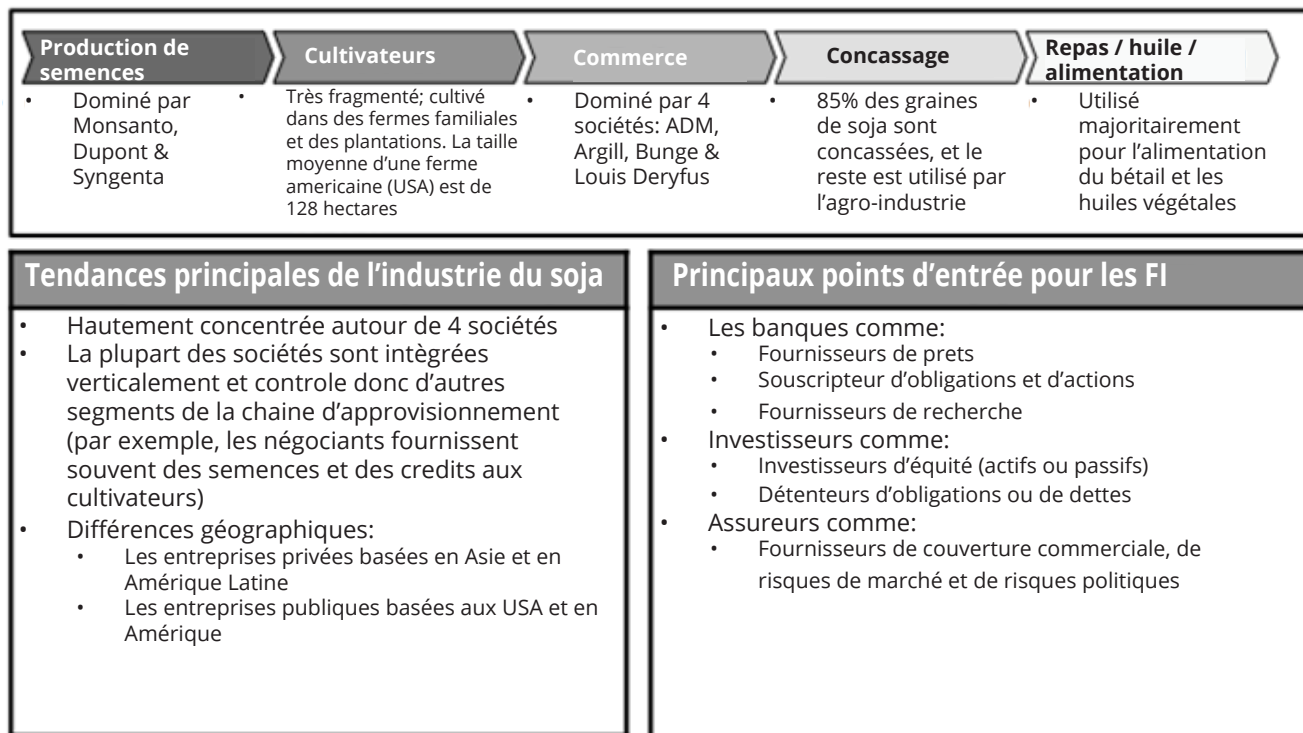 Production de
semences
Cultivateurs
Commerce
Concassage
Repas / huile /
alimentation
• Dominé par
Monsanto,
Dupont &
Syngenta
• Très fragmenté; cultivé
dans des fermes familiales
et des plantations. La taille
moyenne d'une ferme
americaine (USA) est de
128 hectares
• Dominé par 4
sociétés: ADM,
Argill, Bunge &
Louis Deryfus
• 85% des graines
de soja sont
concassées, et le
reste est utilisé par
l'agro-industrie
• Utilisé
majoritairement
pour l'alimentation
du bétail et les
huiles végétales
Tendances principales de l'industrie du soja
• Hautement concentrée autour de 4 sociétés
• La plupart des sociétés sont intègrées
verticalement et controle donc d'autres
segments de la chaine d'approvisionnement
(par exemple, les négociants fournissent
souvent des semences et des credits aux
cultivateurs)
• Différences géographiques:
• Les entreprises privées basées en Asie et en
Amérique Latine
• Les entreprises publiques basées aux USA et en
Amérique
Principaux points d'entrée pour les FI
• Les banques comme:
• Fournisseurs de prets
• Souscripteur d'obligations et d'actions
• Fournisseurs de recherche
• Investisseurs comme:
• Investisseurs d'équité (actifs ou passifs)
• Détenteurs d'obligations ou de dettes
• Assureurs comme:
• Fournisseurs de couverture commerciale, de
risques de marché et de risques politiques